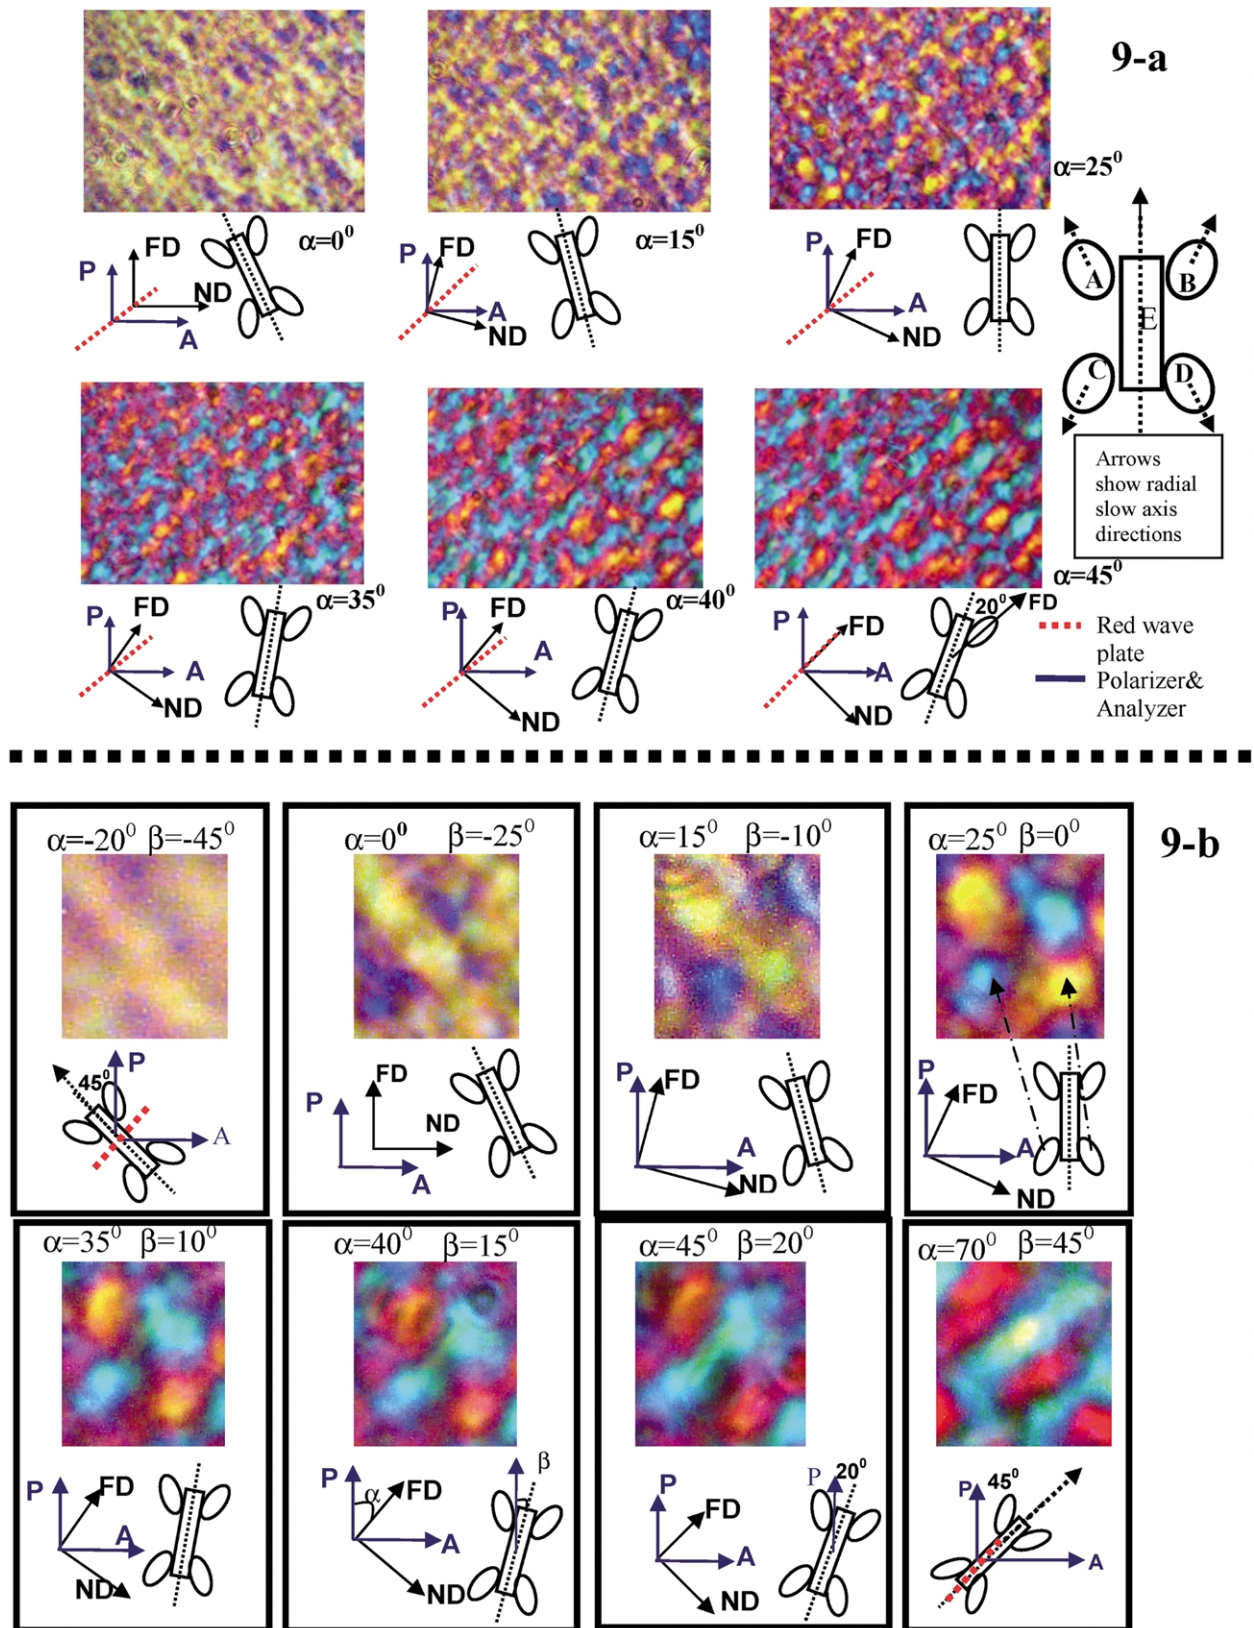 9-a
α=25⁰
P
FD
ND
A
α=0⁰
P
FD
A
ND
α=15⁰
P
FD
A
ND
A
B
E
C
D
Arrows
show radial
slow axis
directions
α=45⁰
P
FD
A
ND
α=35⁰
P
FD
A
ND
α=40⁰
P
FD
A
ND
20⁰
FD
Red wave
plate
Polarizer&
Analyzer
9-b
α=-20⁰ β=-45⁰
45⁰
P
A
α=0⁰ β=-25⁰
FD
P
ND
A
α=15⁰ β=-10⁰
P
FD
A
ND
α=25⁰ β=0⁰
P
FD
A
ND
α=35⁰ β=10⁰
P
FD
A
ND
α=40⁰ β=15⁰
P
α
FD
A
ND
β
α=45⁰ β=20⁰
P
FD
A
ND
P
20⁰
α=70⁰ β=45⁰
P
45⁰
A